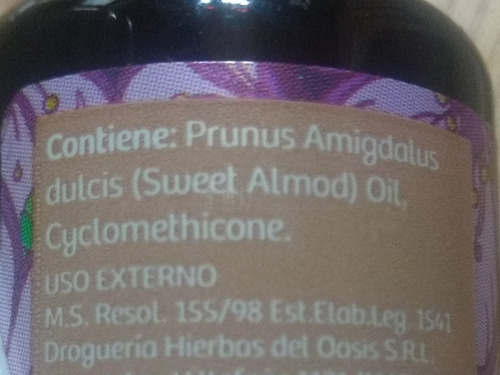 Contiene: Prunus Amigdalus
dulcis (Sweet Almod) Oil,
Cyclomethicone.
USO EXTERNO
M.S. Resol. 155/98 Est.Elab.Leg. 1541
Drogueria Hierbas del Oasis S.R.L.